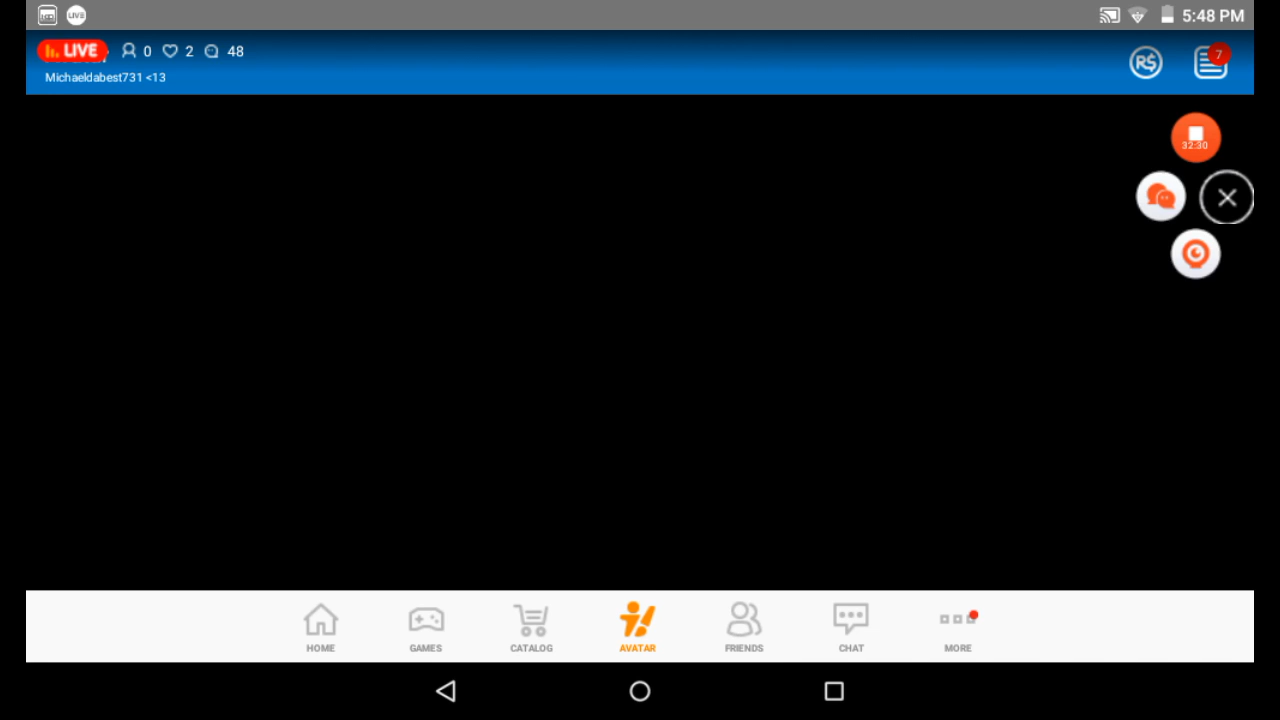 LIVE 5:48 PM
LIVE 0 2 48
R$ 7
Michaeldabest731 <13
32:30
HOME GAMES CATALOG AVATAR FRIENDS CHAT MORE